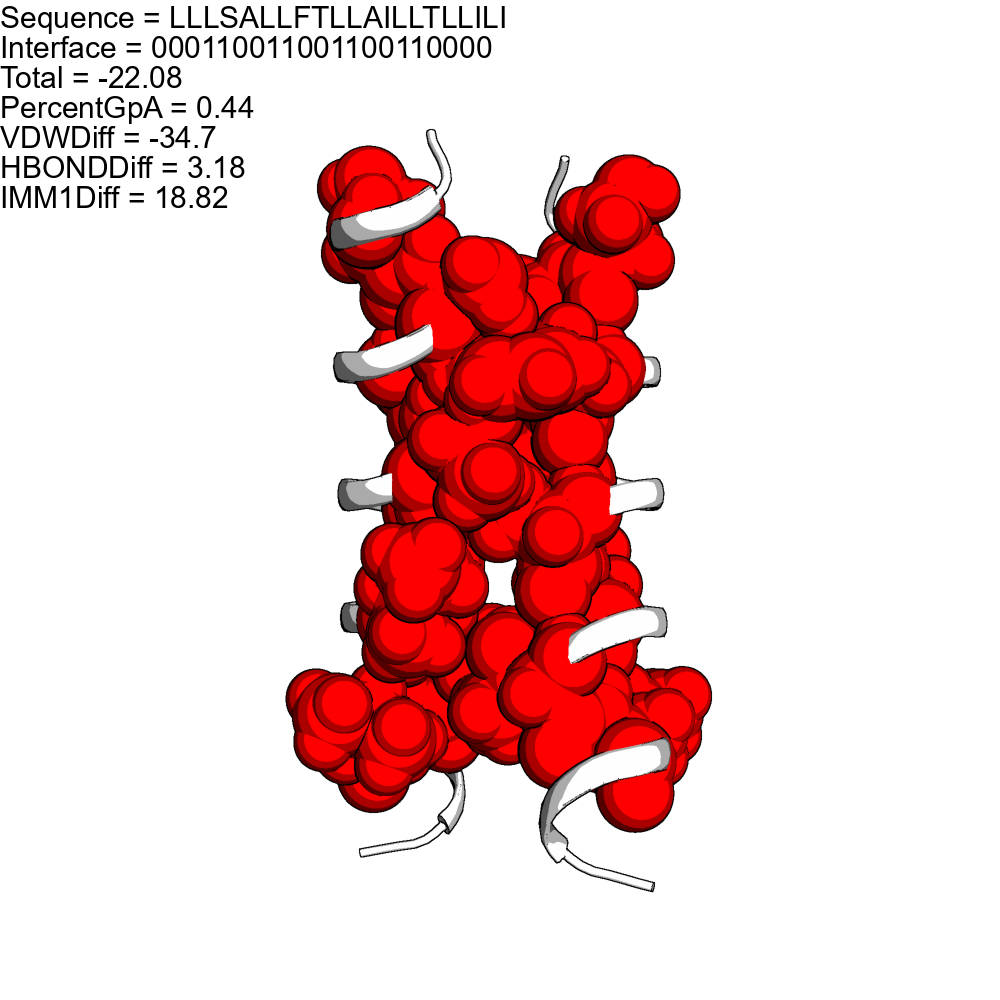 Sequence = LLLSALLFTLLAILLTLLILI
Interface = 000110011001100110000
Total = -22.08
PercentGpA = 0.44
VDWDiff = -34.7
HBONDDiff = 3.18
IMM1Diff = 18.82